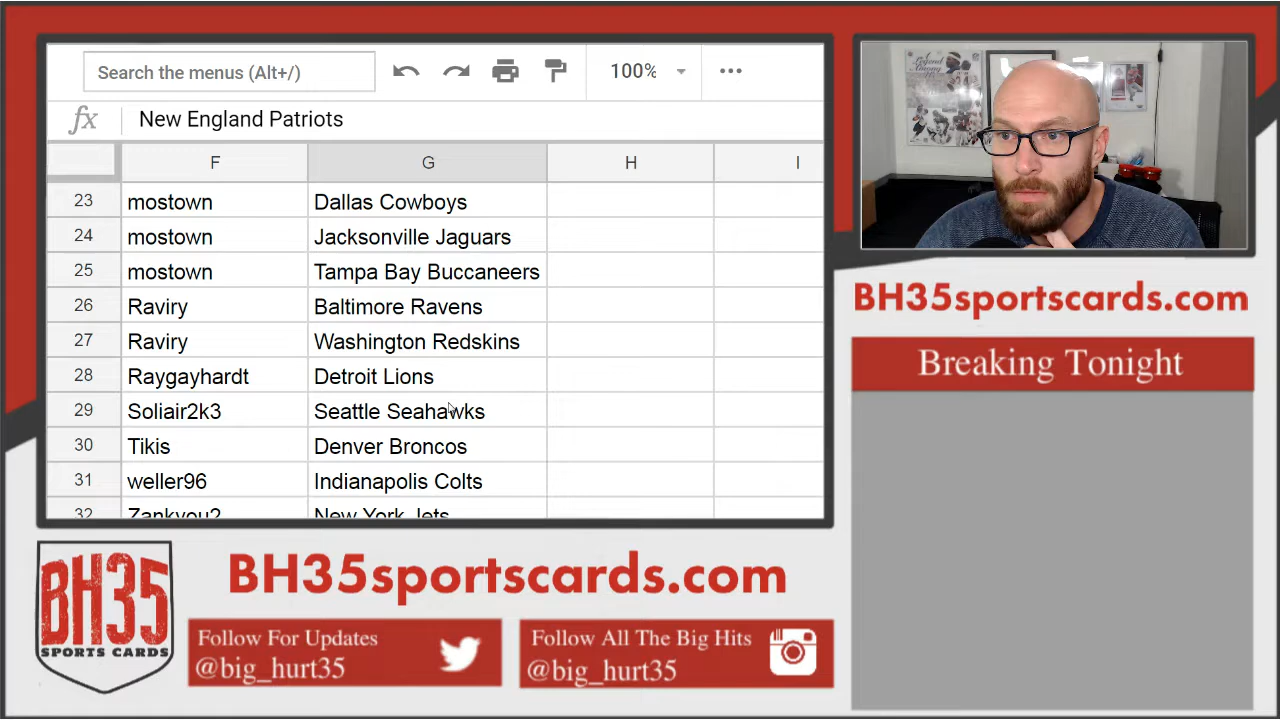 Search the menus (Alt+/)
100%
fx New England Patriots
F G H I
23 mostown Dallas Cowboys
24 mostown Jacksonville Jaguars
25 mostown Tampa Bay Buccaneers
26 Raviry Baltimore Ravens
27 Raviry Washington Redskins
28 Raygayhardt Detroit Lions
29 Soliair2k3 Seattle Seahawks
30 Tikis Denver Broncos
31 weller96 Indianapolis Colts
32 Zankyou2 New York Jets
BH35sportscards.com
Breaking Tonight
BH35
SPORTS CARDS
BH35sportscards.com
Follow For Updates
@big_hurt35
Follow All The Big Hits
@big_hurt35